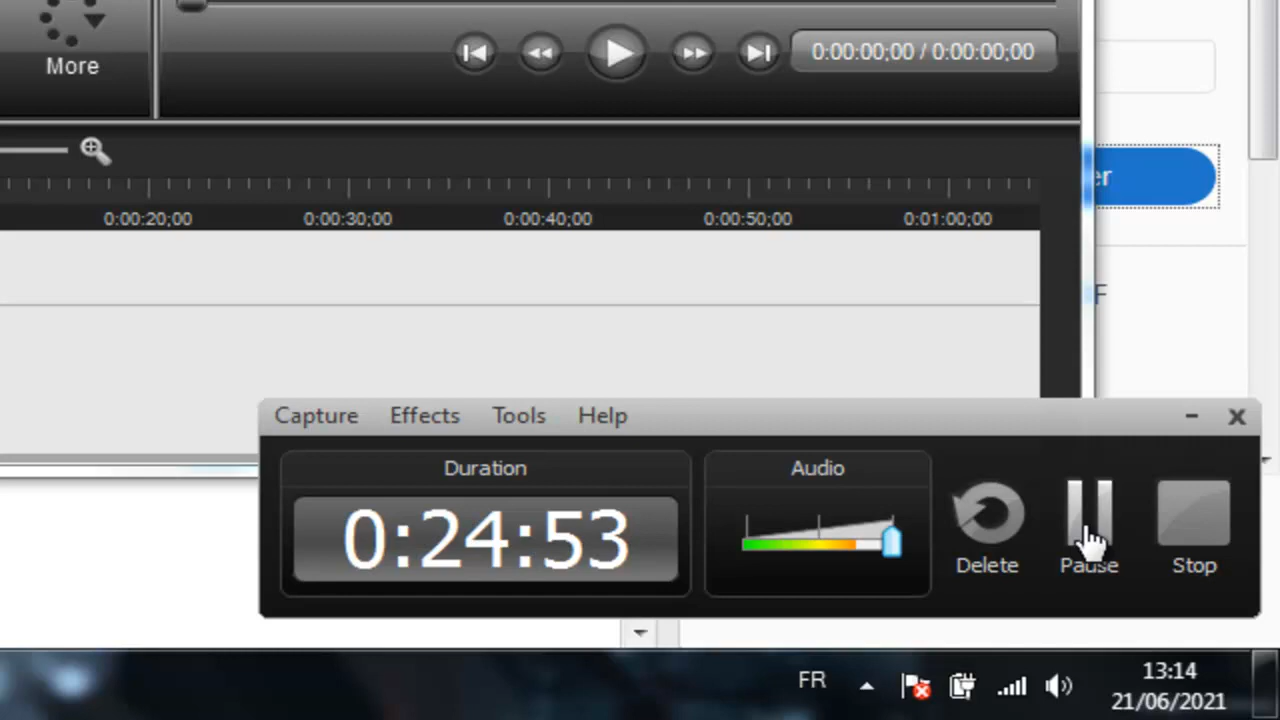 More
0:00:00;00 / 0:00:00;00
er
0:00:20;00 0:00:30;00 0:00:40;00 0:00:50;00 0:01:00;00
F
Capture Effects Tools Help
Duration Audio
0:24:53
Delete Pause Stop
FR 13:14
21/06/2021